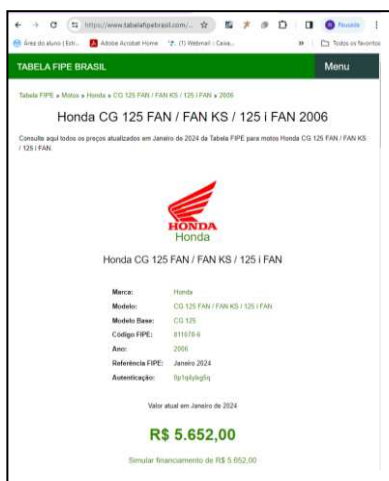 https://www.tabelafipebrasil.com/...
Pausada
Área do aluno | Edi...
Adobe Acrobat Home
(1) Webmail :: Caixa...
»
Todos os favoritos
TABELA FIPE BRASIL
Menu
Tabela FIPE » Motos » Honda » CG 125 FAN / FAN KS / 125 i FAN » 2006
Honda CG 125 FAN / FAN KS / 125 i FAN 2006
Consulte aqui todos os preços atualizados em Janeiro de 2024 da Tabela FIPE para motos Honda CG 125 FAN / FAN KS
/ 125 i FAN.
HONDA
Honda
Honda CG 125 FAN / FAN KS / 125 i FAN
Marca: Honda
Modelo: CG 125 FAN / FAN KS / 125 i FAN
Modelo Base: CG 125
Código FIPE: 811078-6
Ano: 2006
Referência FIPE: Janeiro 2024
Autenticação:
Valor atual em Janeiro de 2024
R$ 5.652,00
Simular financiamento de R$ 5.652,00